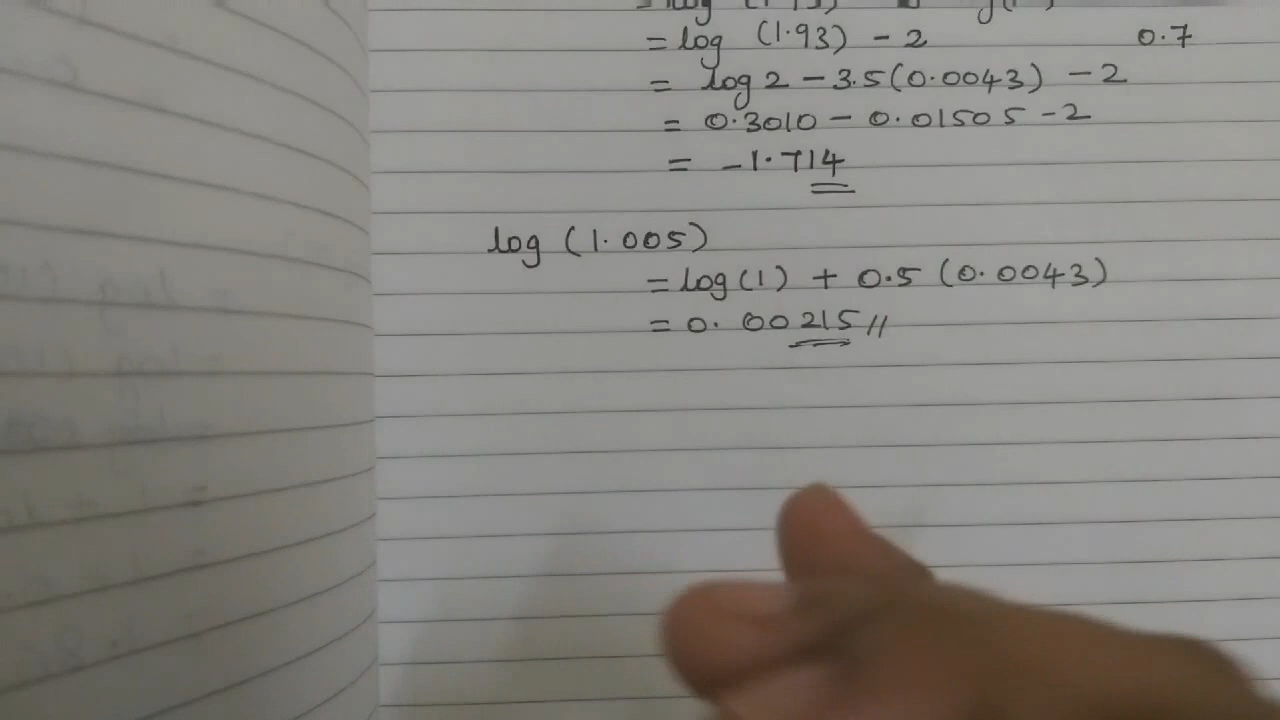 = log (1.93) - 2 0.7
= log 2 - 3.5(0.0043) - 2
= 0.3010 - 0.01505 - 2
= -1.714
log (1.005)
= log(1) + 0.5 (0.0043)
= 0.00215 //